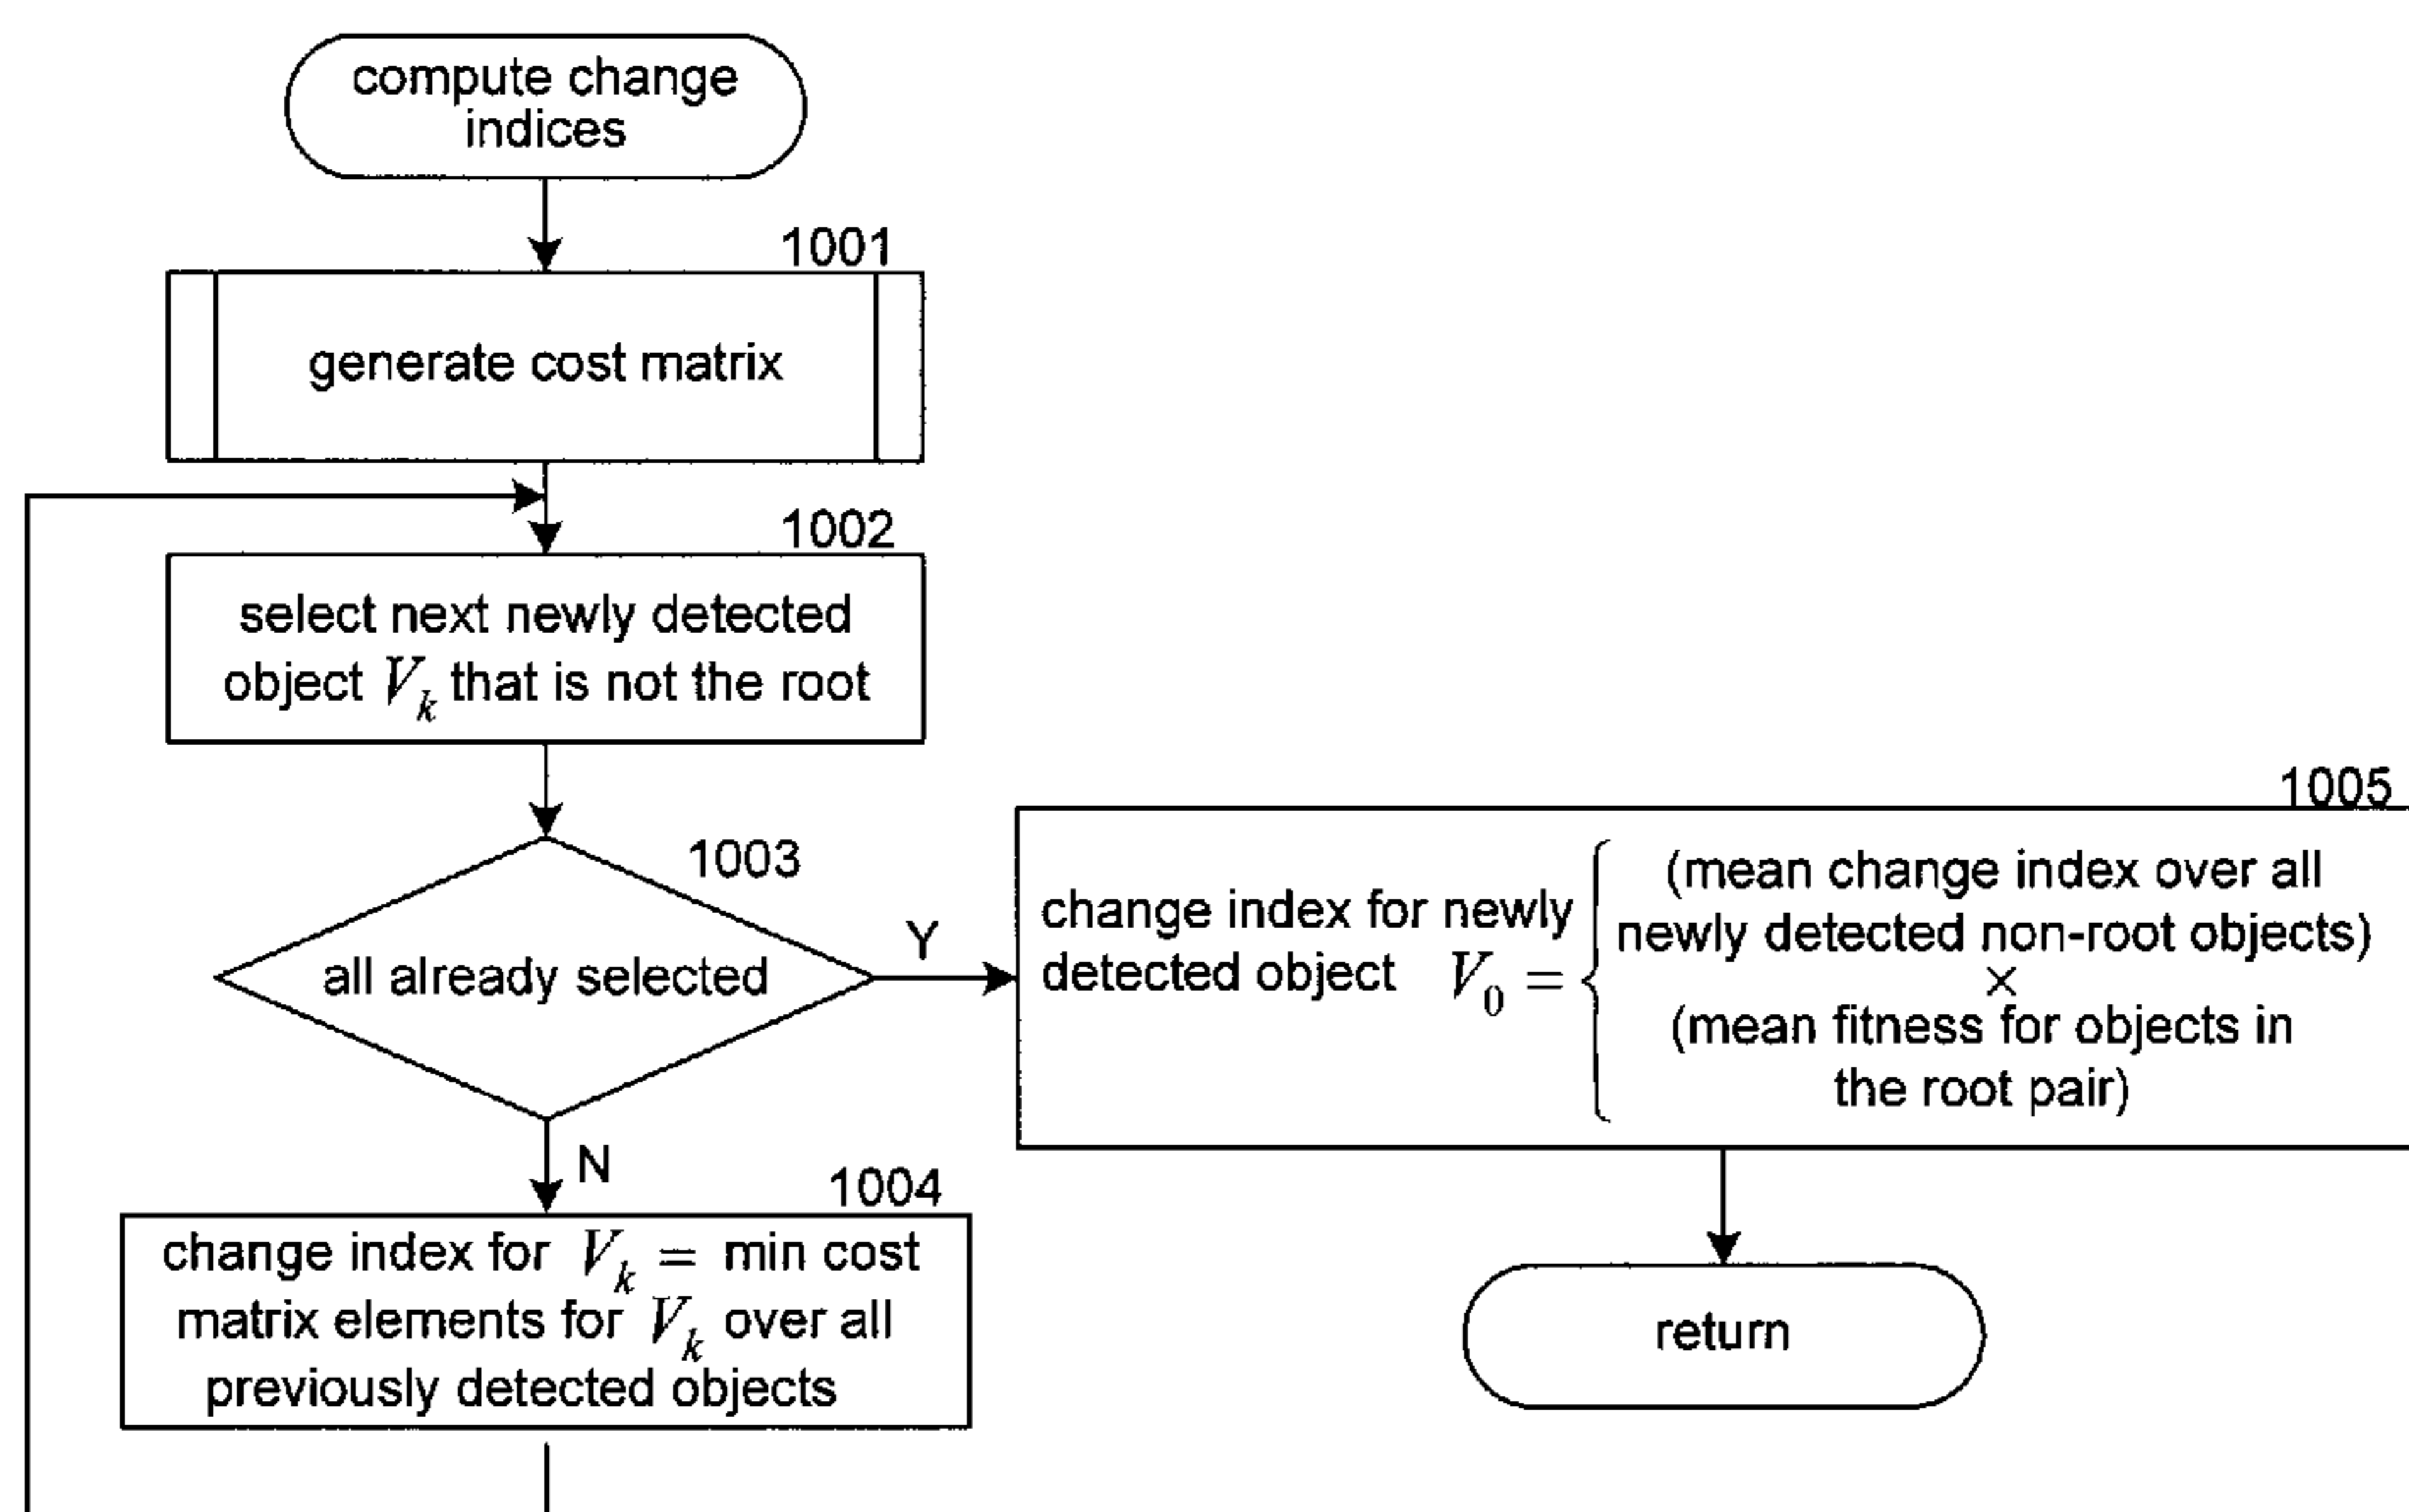 compute change
indices
1001
generate cost matrix
1002
select next newly detected
object V_k that is not the root
1003
all already selected
Y
N
1004
change index for V_k = min cost
matrix elements for V_k over all
previously detected objects
1005
change index for newly
detected object V_0 =
(mean change index over all
newly detected non-root objects)
×
(mean fitness for objects in
the root pair)
return